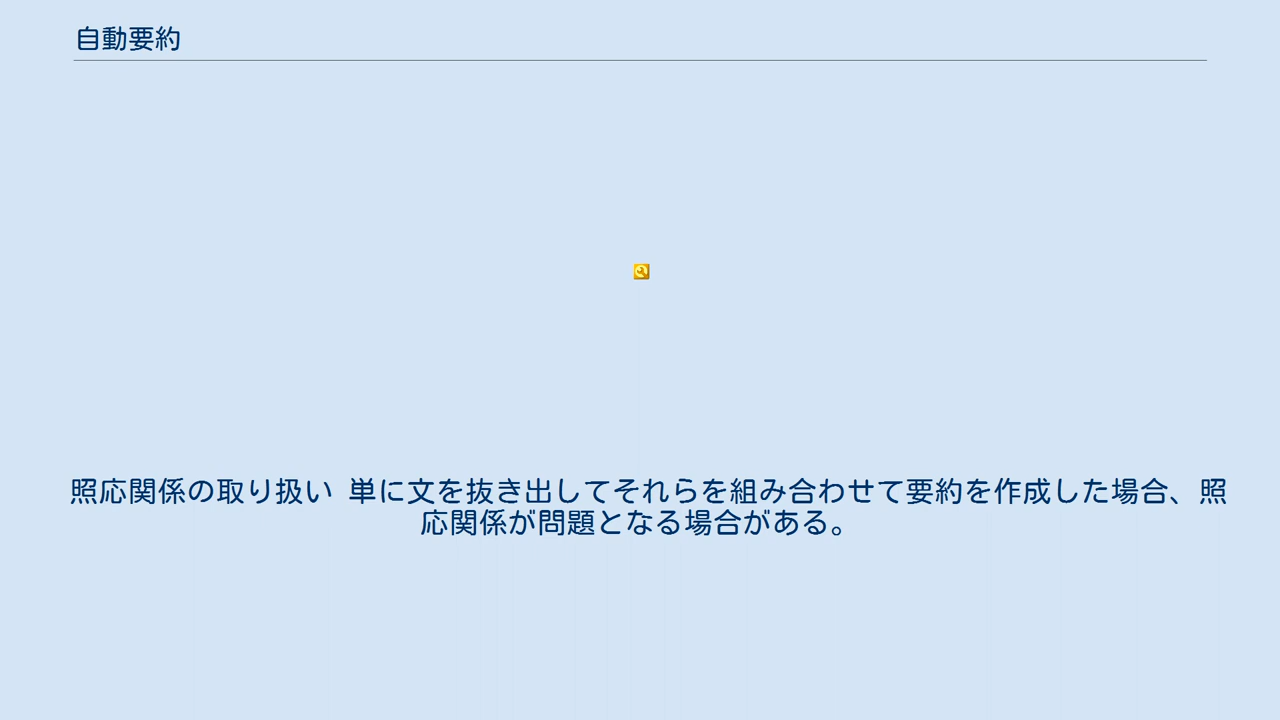 自動要約
照応関係の取り扱い 単に文を抜き出してそれらを組み合わせて要約を作成した場合、照
応関係が問題となる場合がある。